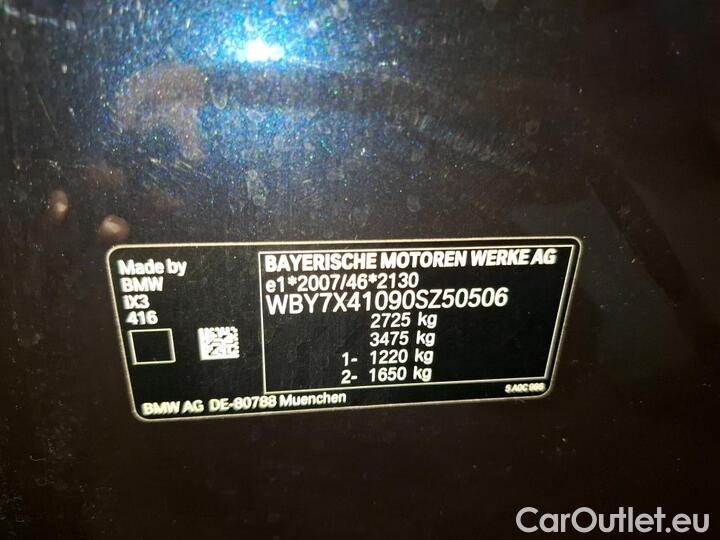 Made by
BMW
iX3
416
BAYERISCHE MOTOREN WERKE AG
e1*2007/46*2130
WBY7X41090SZ50506
2725 kg
3475 kg
1- 1220 kg
2- 1650 kg
BMW AG DE-80788 Muenchen
CarOutlet.eu